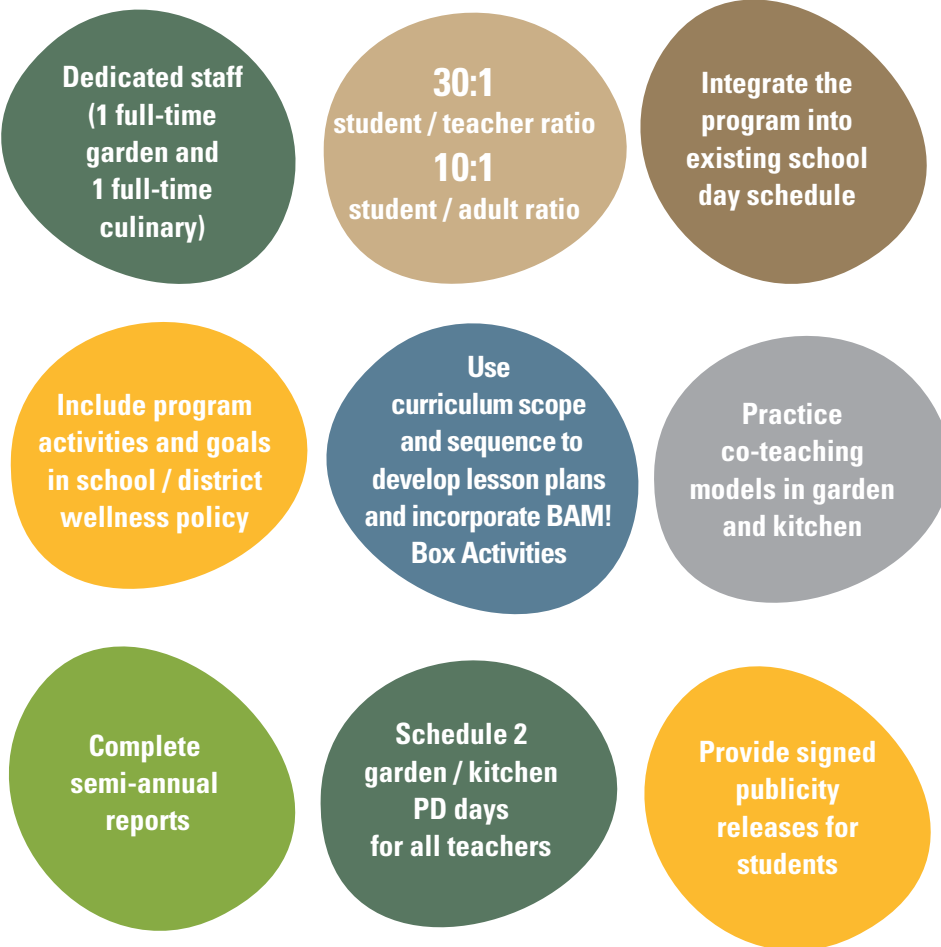 Dedicated staff
(1 full-time
garden and
1 full-time
culinary)
30:1
student / teacher ratio
10:1
student / adult ratio
Integrate the
program into
existing school
day schedule
Include program
activities and goals
in school / district
wellness policy
Use
curriculum scope
and sequence to
develop lesson plans
and incorporate BAM!
Box Activities
Practice
co-teaching
models in garden
and kitchen
Complete
semi-annual
reports
Schedule 2
garden / kitchen
PD days
for all teachers
Provide signed
publicity
releases for
students